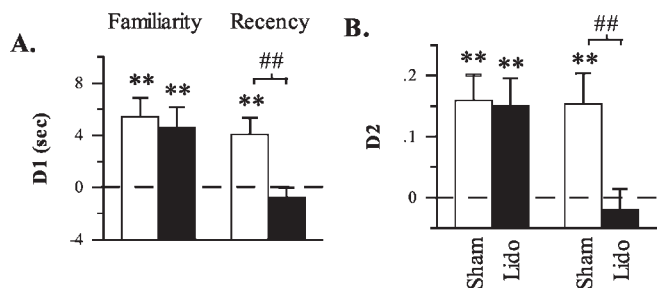 Familiarity Recency
A.
##
** ** **
8
4
0
-4
D1 (sec)
B.
##
** ** **
.2
.1
0
D2
Sham
Lido
Sham
Lido